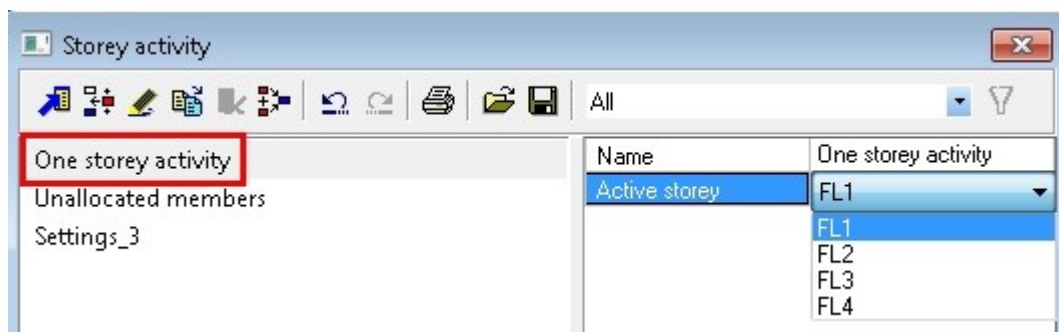 Storey activity
All
One storey activity
Unallocated members
Settings_3
Name One storey activity
Active storey FL1
FL1
FL2
FL3
FL4